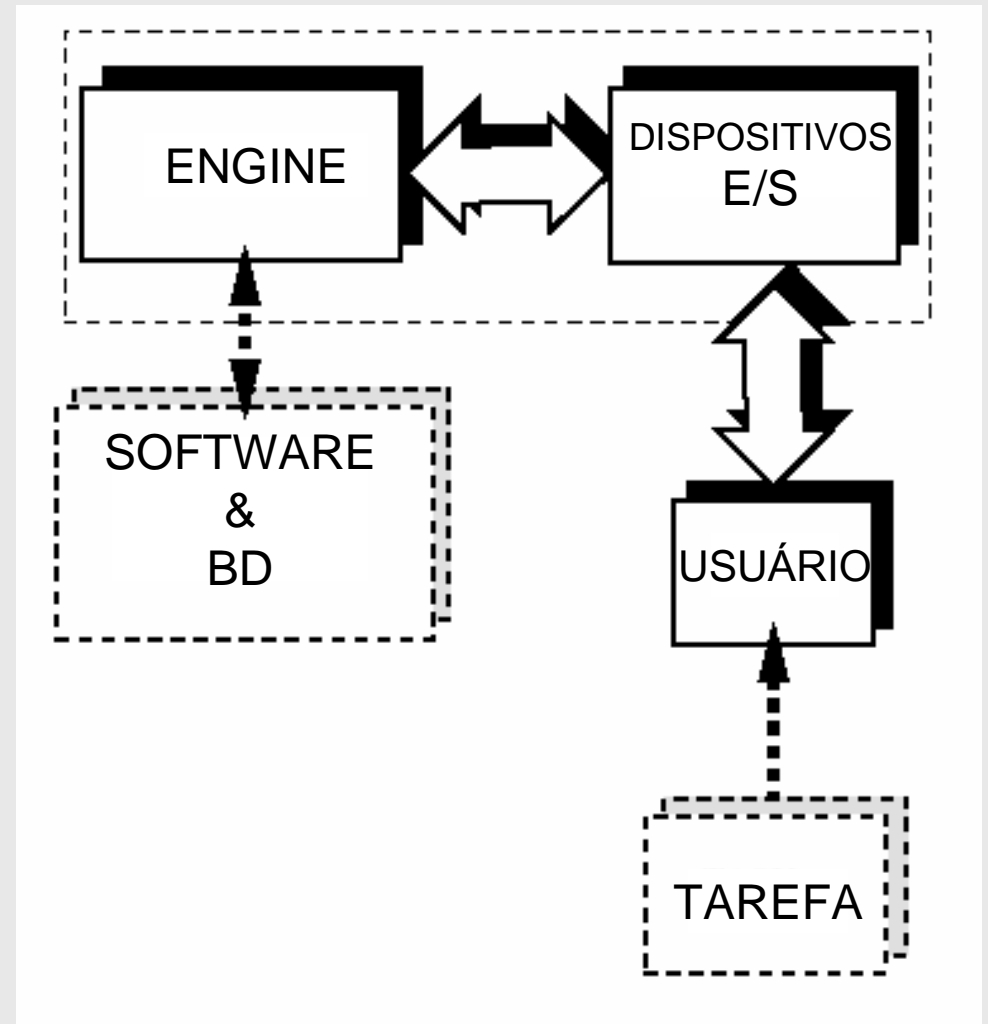 ENGINE
DISPOSITIVOS
E/S
SOFTWARE
&
BD
USUÁRIO
TAREFA